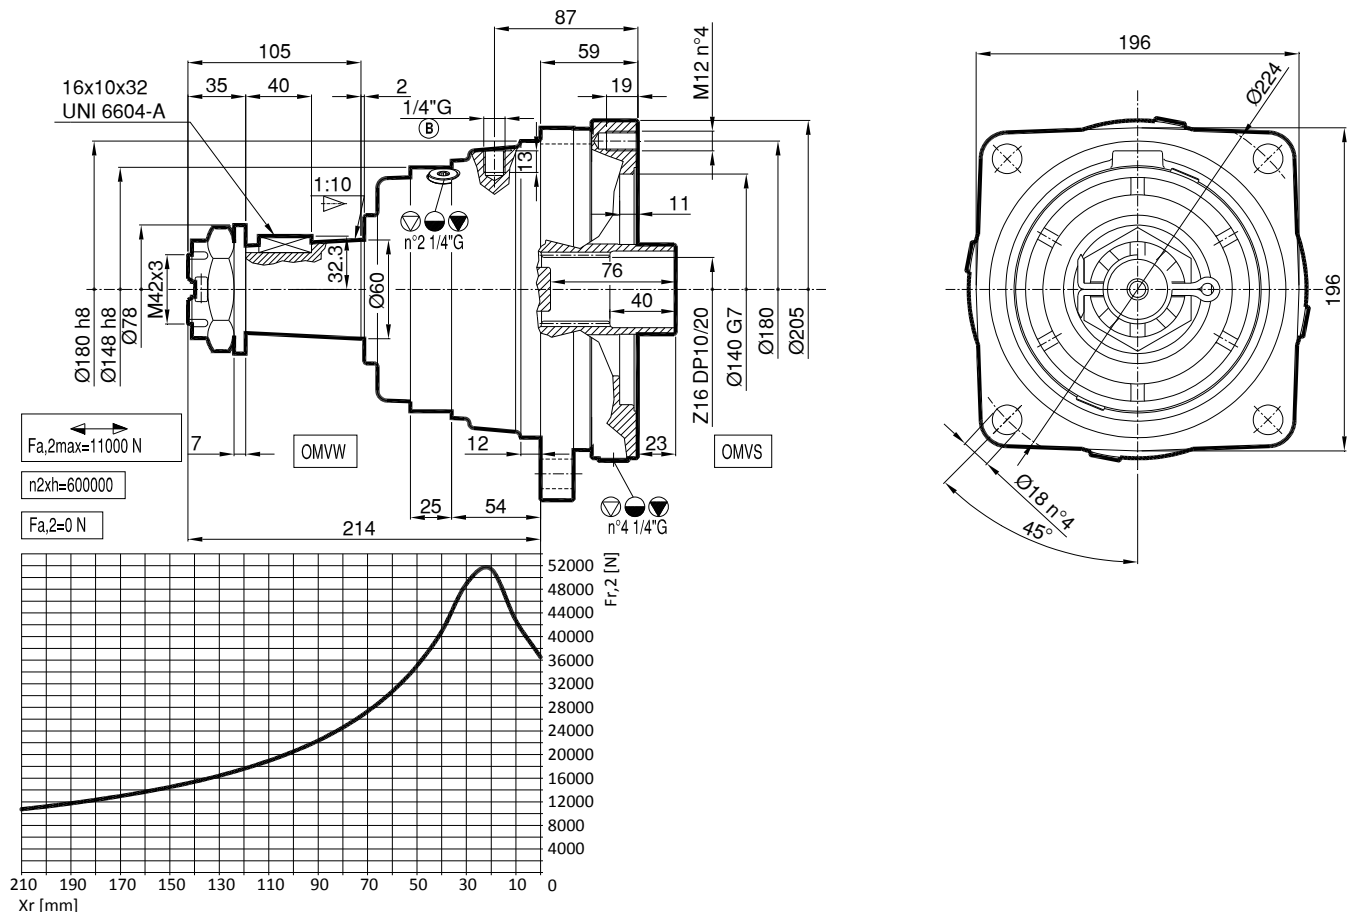 87
105
59
196
16x10x32
UNI 6604-A
35
40
2
1/4"G
19
M12 n°4
Ø224
B
13
1:10
11
n°2 1/4"G
32.3
M42x3
Ø60
76
40
196
Ø180 h8
Ø148 h8
Ø78
Z16 DP10/20
Ø140 G7
Ø180
Ø205
Fa,2max=11000 N
7
OMVW
12
23
OMVS
n2xh=600000
Ø18 n°4
Fa,2=0 N
25
54
n°4 1/4"G
45°
214
Fr,2 [N]
52000
48000
44000
40000
36000
32000
28000
24000
20000
16000
12000
8000
4000
0
210 190 170 150 130 110 90 70 50 30 10
Xr [mm]